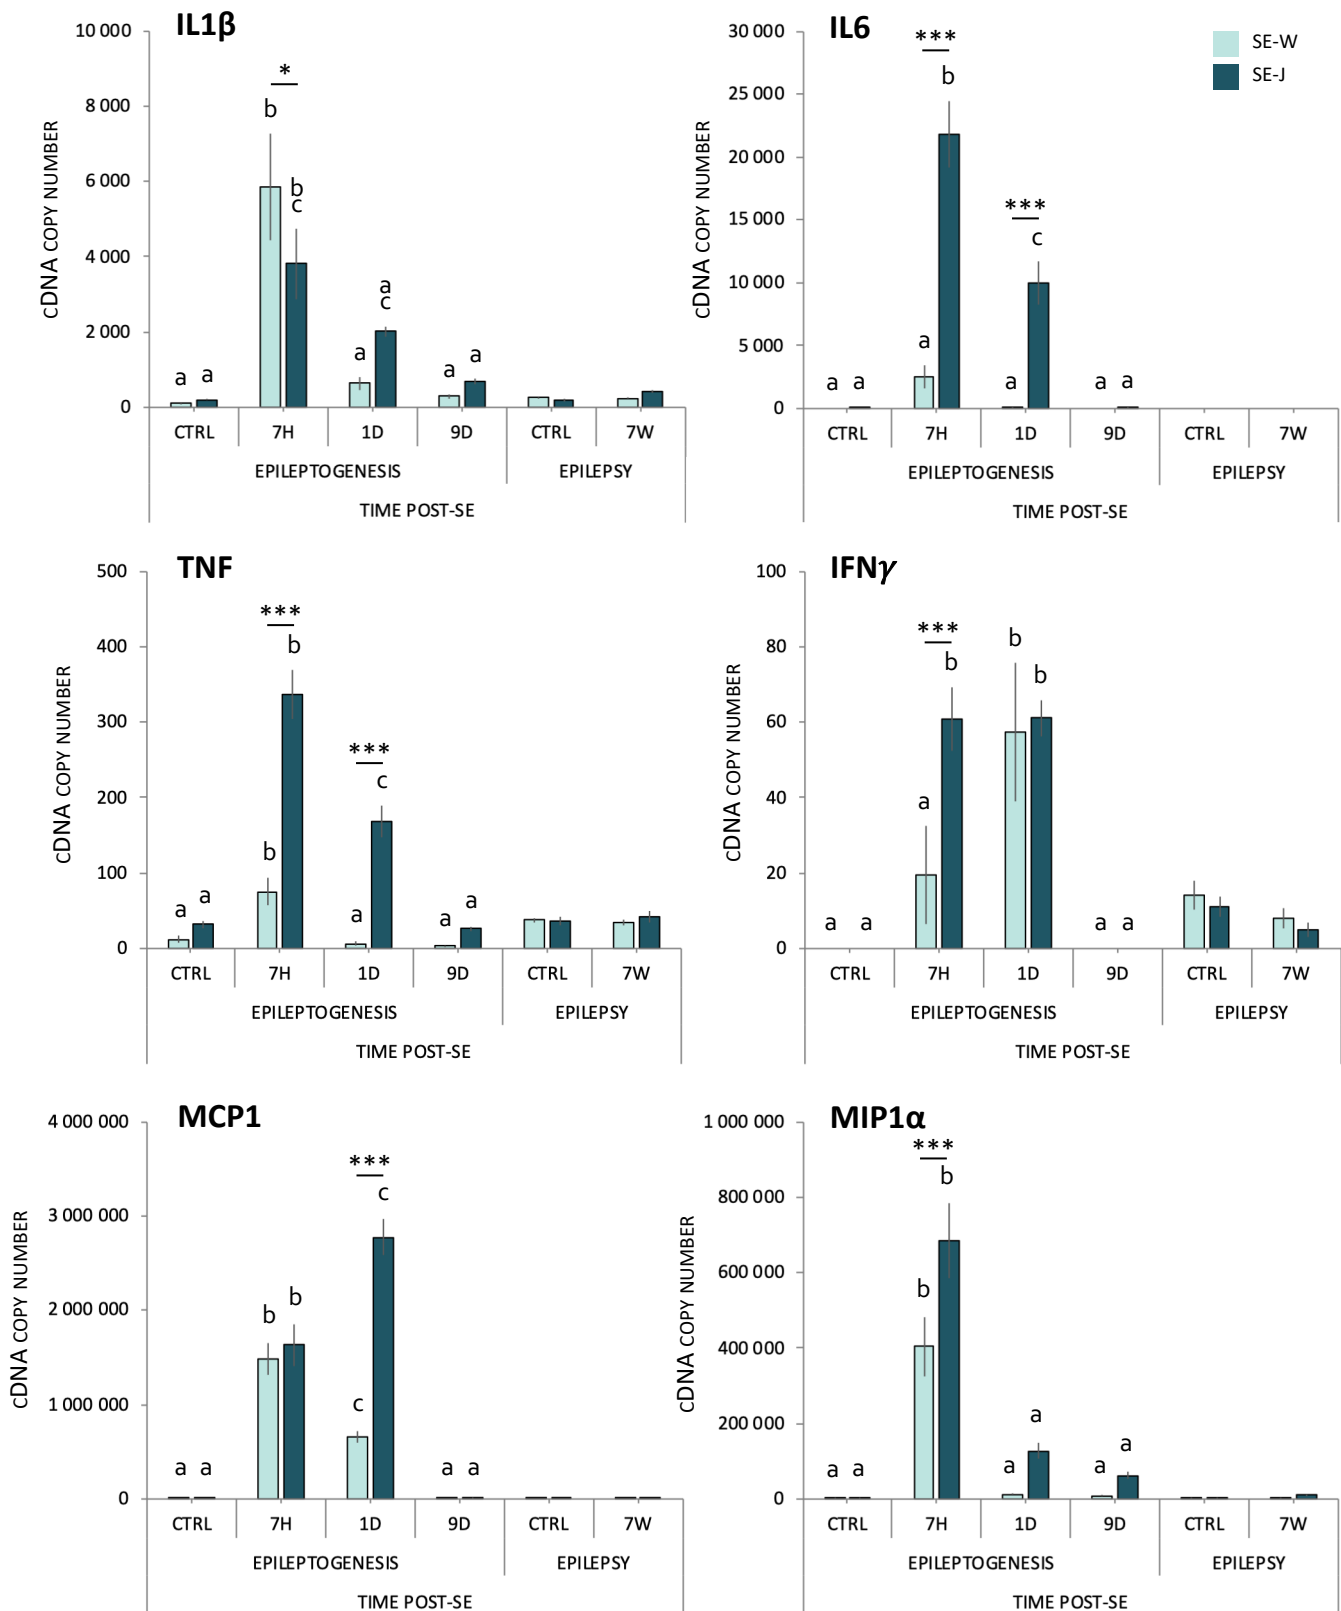 IL1β
10 000
*
8 000
b
6 000
b
c
4 000
a
c
2 000
a
a
a
a
a
0
CTRL 7H 1D 9D CTRL 7W
EPILEPTOGENESIS EPILEPSY
TIME POST-SE
cDNA COPY NUMBER
IL6
SE-W
SE-J
30 000
***
b
25 000
20 000
***
15 000
c
10 000
a
5 000
a a a a a
0
CTRL 7H 1D 9D CTRL 7W
EPILEPTOGENESIS EPILEPSY
TIME POST-SE
cDNA COPY NUMBER
TNF
500
***
b
400
300
***
c
200
b
100
a a a a a
0
CTRL 7H 1D 9D CTRL 7W
EPILEPTOGENESIS EPILEPSY
TIME POST-SE
cDNA COPY NUMBER
IFNγ
100
***
b b b
80
60
a
40
20
a a a a
0
CTRL 7H 1D 9D CTRL 7W
EPILEPTOGENESIS EPILEPSY
TIME POST-SE
cDNA COPY NUMBER
MCP1
4 000 000
***
c
3 000 000
b b
2 000 000
c
1 000 000
a a a a
0
CTRL 7H 1D 9D CTRL 7W
EPILEPTOGENESIS EPILEPSY
TIME POST-SE
cDNA COPY NUMBER
MIP1α
1 000 000
***
b
800 000
b
600 000
400 000
a
200 000
a a a a a
0
CTRL 7H 1D 9D CTRL 7W
EPILEPTOGENESIS EPILEPSY
TIME POST-SE
cDNA COPY NUMBER